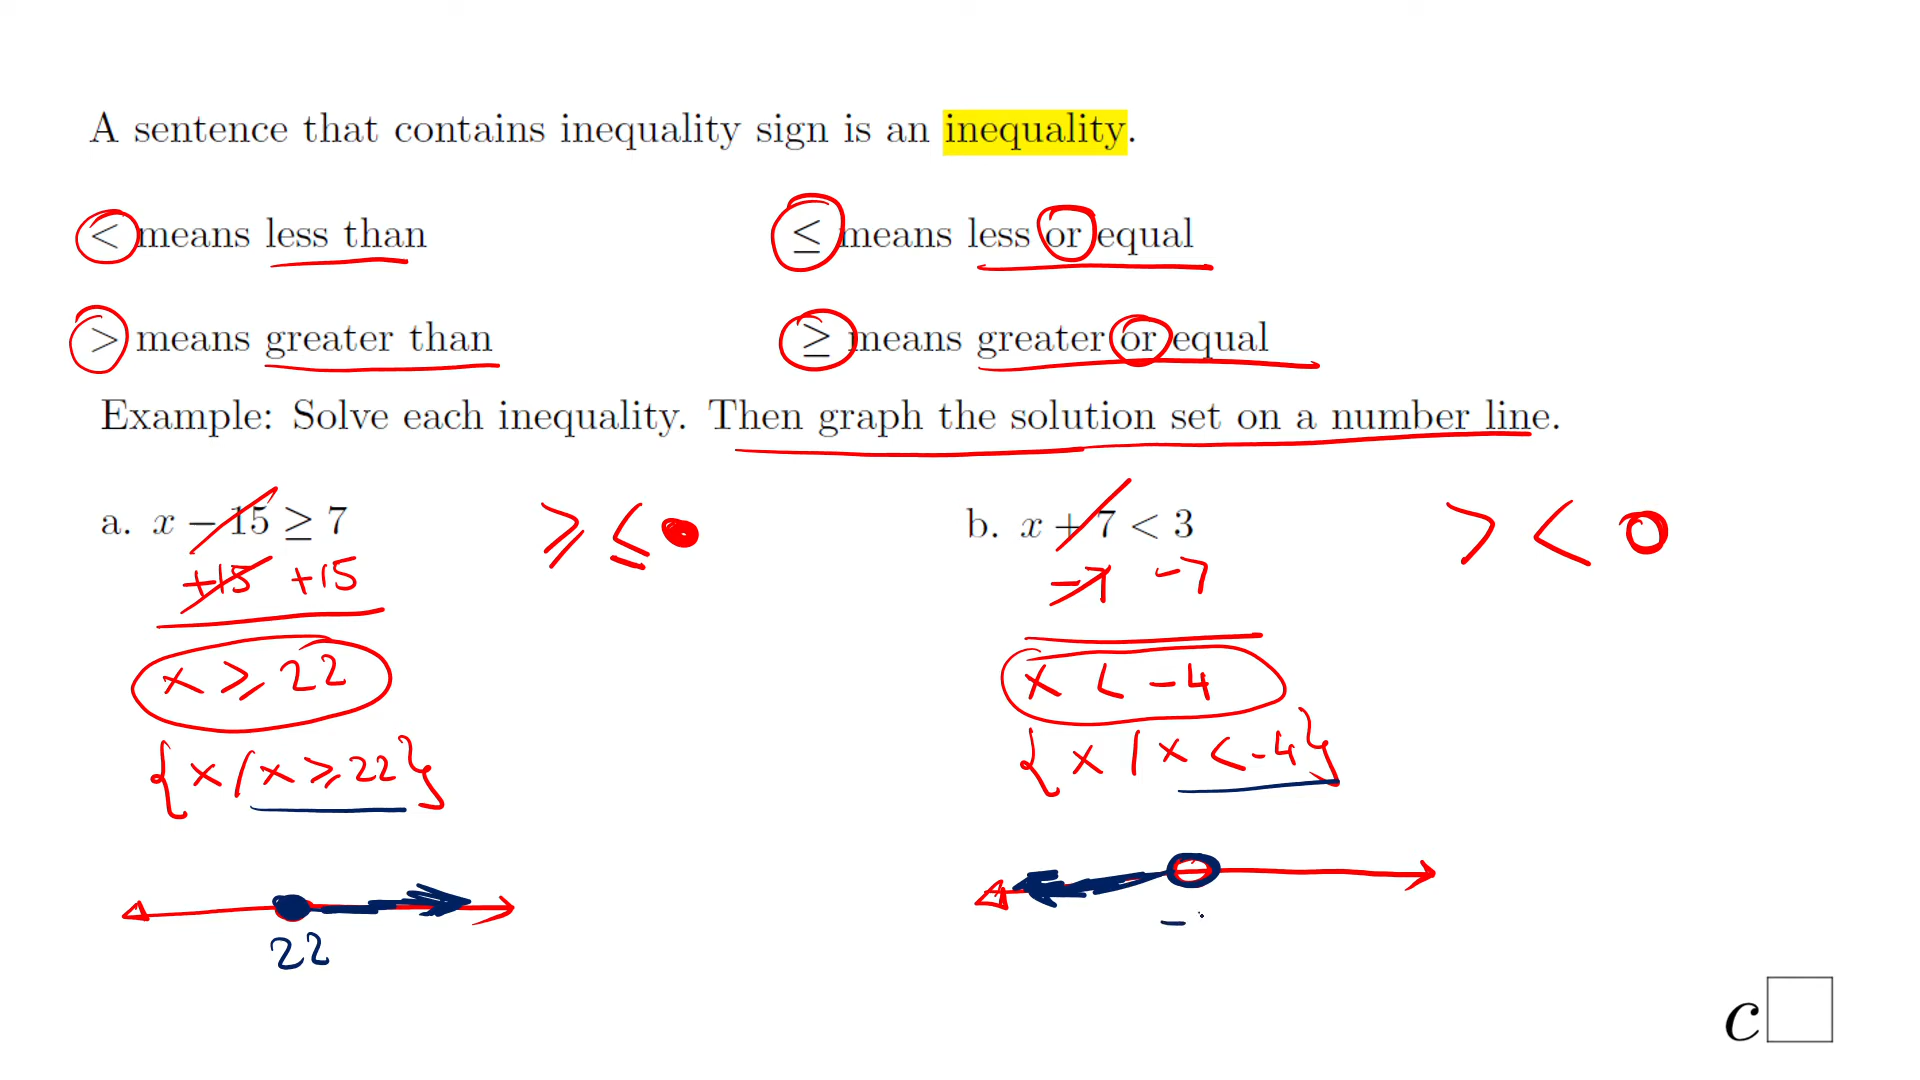 A sentence that contains inequality sign is an inequality.
< means less than
≤ means less or equal
> means greater than
≥ means greater or equal
Example: Solve each inequality. Then graph the solution set on a number line.
a. x − 15 ≥ 7
≥ ≤
+15 +15
x ≥ 22
{x / x ≥ 22}
22
b. x + 7 < 3
> <
−7 −7
x < −4
{x / x < −4}
−
c